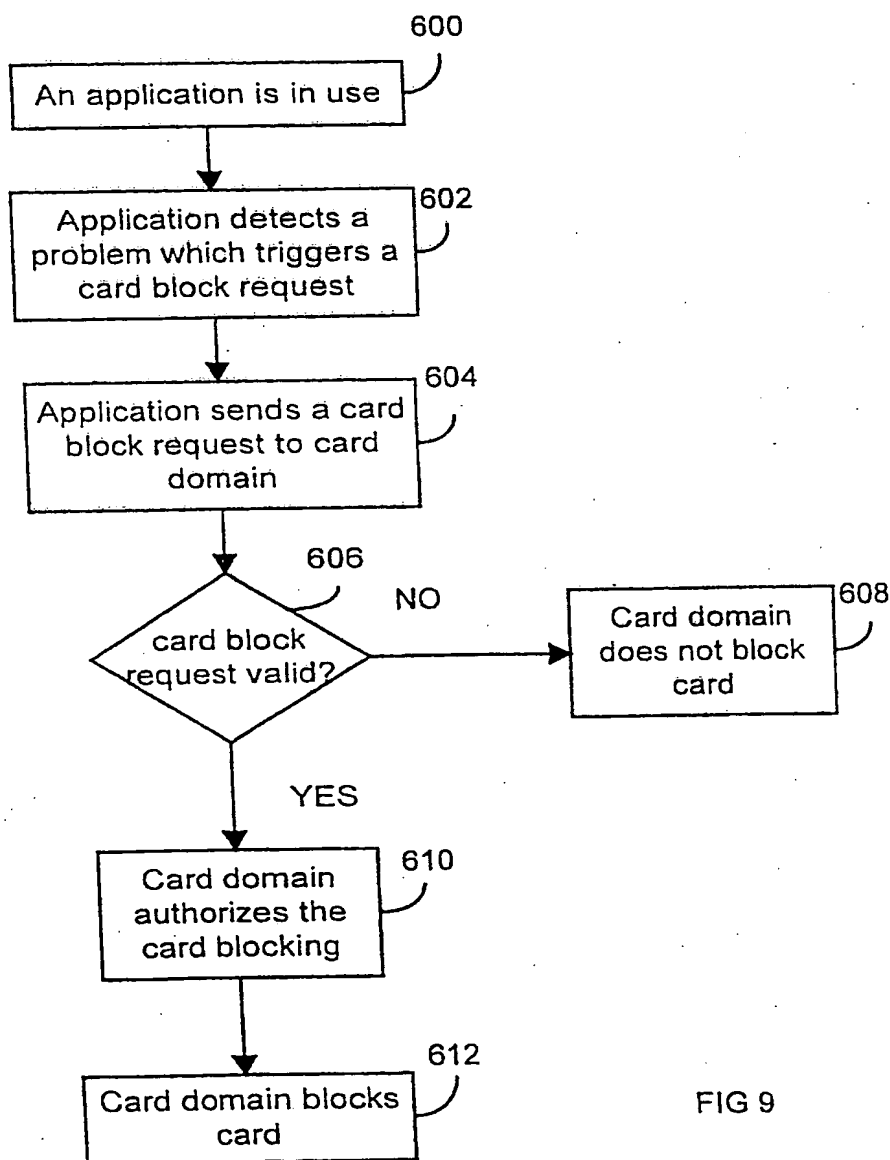 600
An application is in use
602
Application detects a
problem which triggers a
card block request
604
Application sends a card
block request to card
domain
606
card block
request valid?
NO
608
Card domain
does not block
card
YES
610
Card domain
authorizes the
card blocking
612
Card domain blocks
card
FIG 9